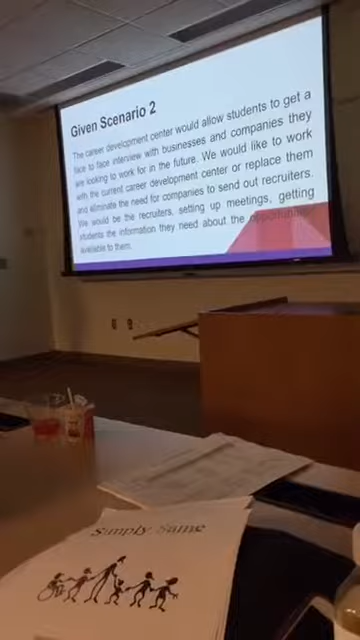 Given Scenario 2
The career development center would allow students to get a
face to face interview with businesses and companies they
are looking to work for in the future. We would like to work
with the current career development center or replace them
and eliminate the need for companies to send out recruiters.
We would be the recruiters, setting up meetings, getting
students the information they need about the opportunities
available to them.
Simply Same